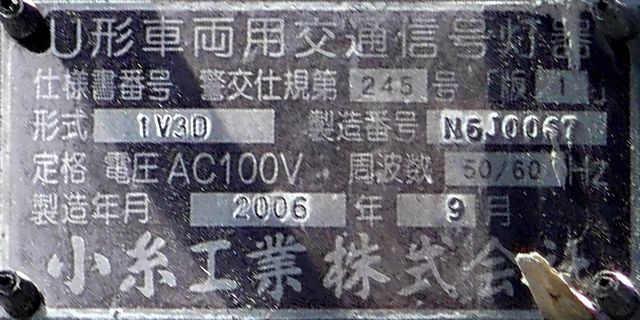 U形車両用交通信号灯器
仕様書番号 警交仕規第 245 号 「版 1」
形式 1V3D 製造番号 N6J0067
定格 電圧 AC100V 周波数 50/60 Hz
製造年月 2006 年 9 月
小糸工業株式会社